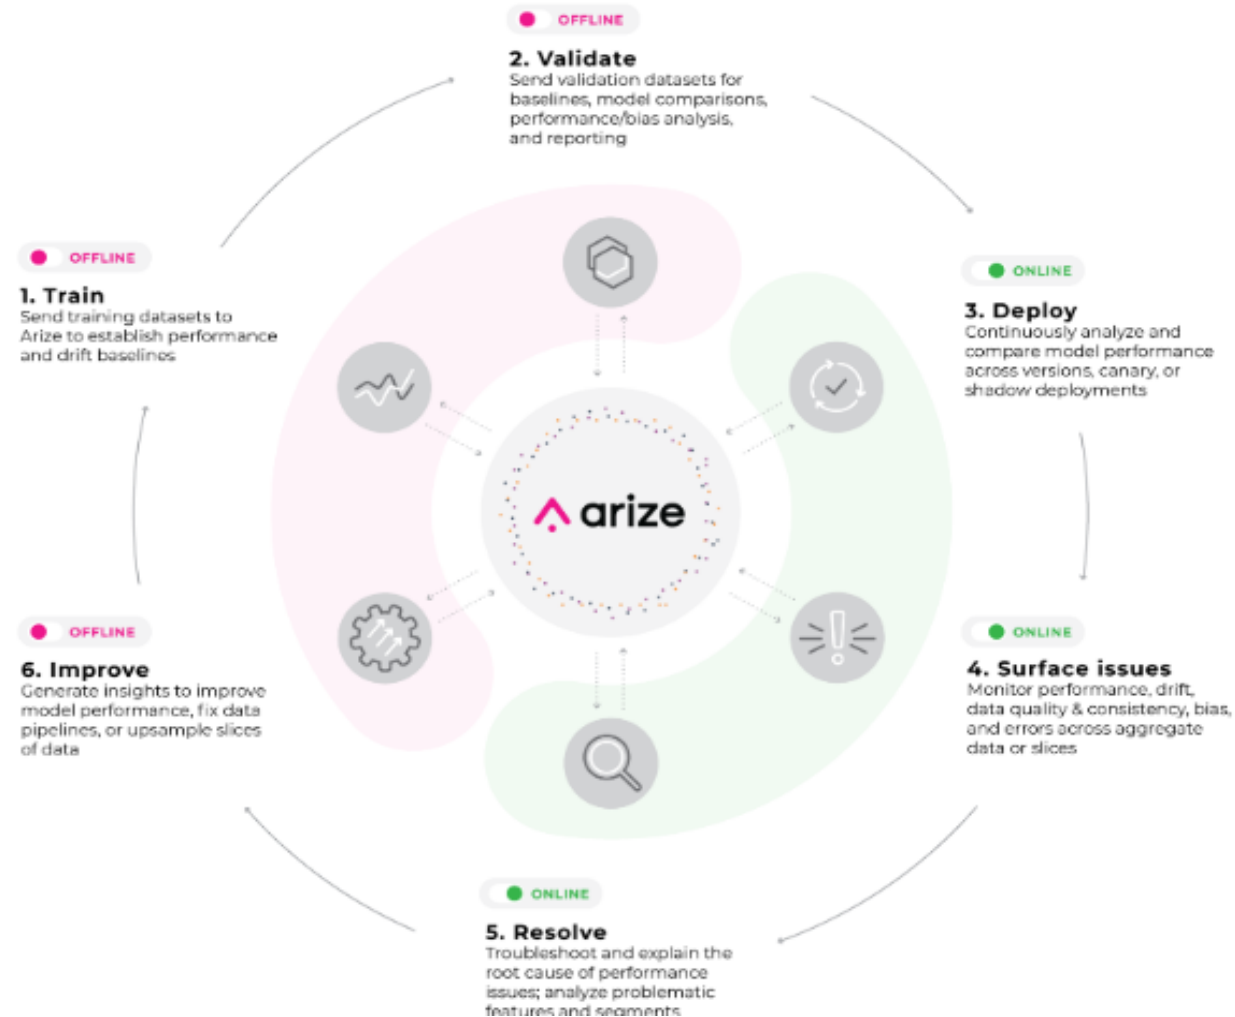 OFFLINE
2. Validate
Send validation datasets for
baselines, model comparisons,
performance/bias analysis,
and reporting
OFFLINE
1. Train
Send training datasets to
Arize to establish performance
and drift baselines
ONLINE
3. Deploy
Continuously analyze and
compare model performance
across versions, canary, or
shadow deployments
arize
OFFLINE
6. Improve
Generate insights to improve
model performance, fix data
pipelines, or upsample slices
of data
ONLINE
4. Surface issues
Monitor performance, drift,
data quality & consistency, bias,
and errors across aggregate
data or slices
ONLINE
5. Resolve
Troubleshoot and explain the
root cause of performance
issues; analyze problematic
features and segments